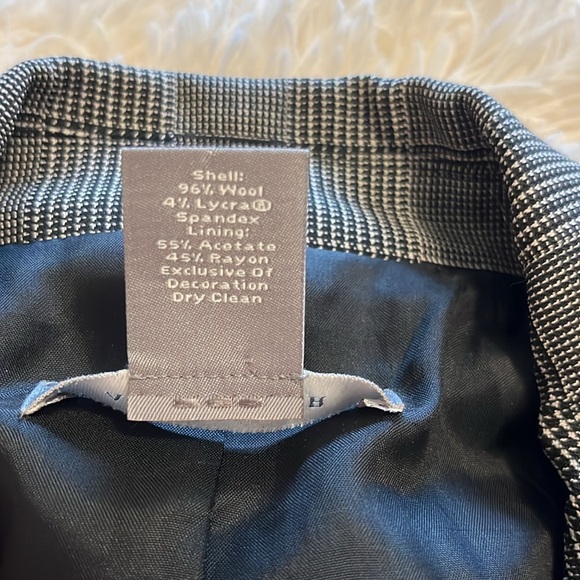 Shell:
96% Wool
4% Lycra®
Spandex
Lining:
55% Acetate
45% Rayon
Exclusive Of
Decoration
Dry Clean
H